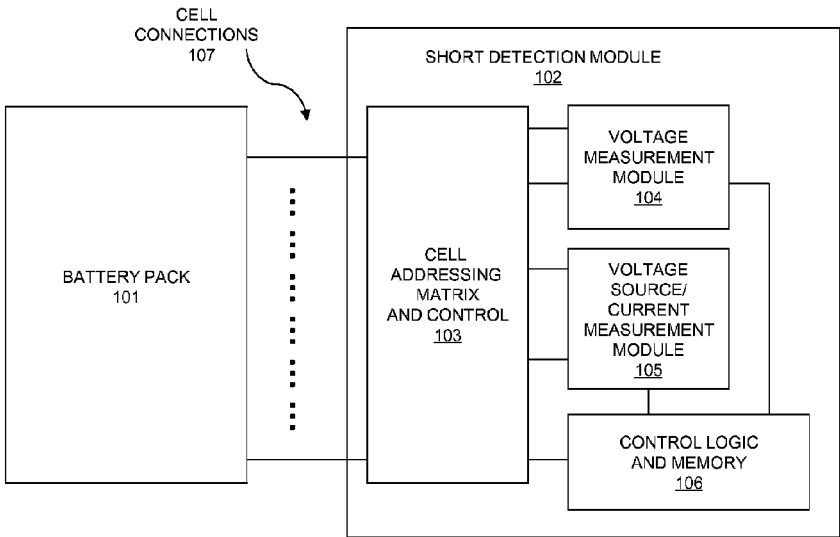 CELL
CONNECTIONS
107
SHORT DETECTION MODULE
102
BATTERY PACK
101
CELL
ADDRESSING
MATRIX
AND CONTROL
103
VOLTAGE
MEASUREMENT
MODULE
104
VOLTAGE
SOURCE/
CURRENT
MEASUREMENT
MODULE
105
CONTROL LOGIC
AND MEMORY
106